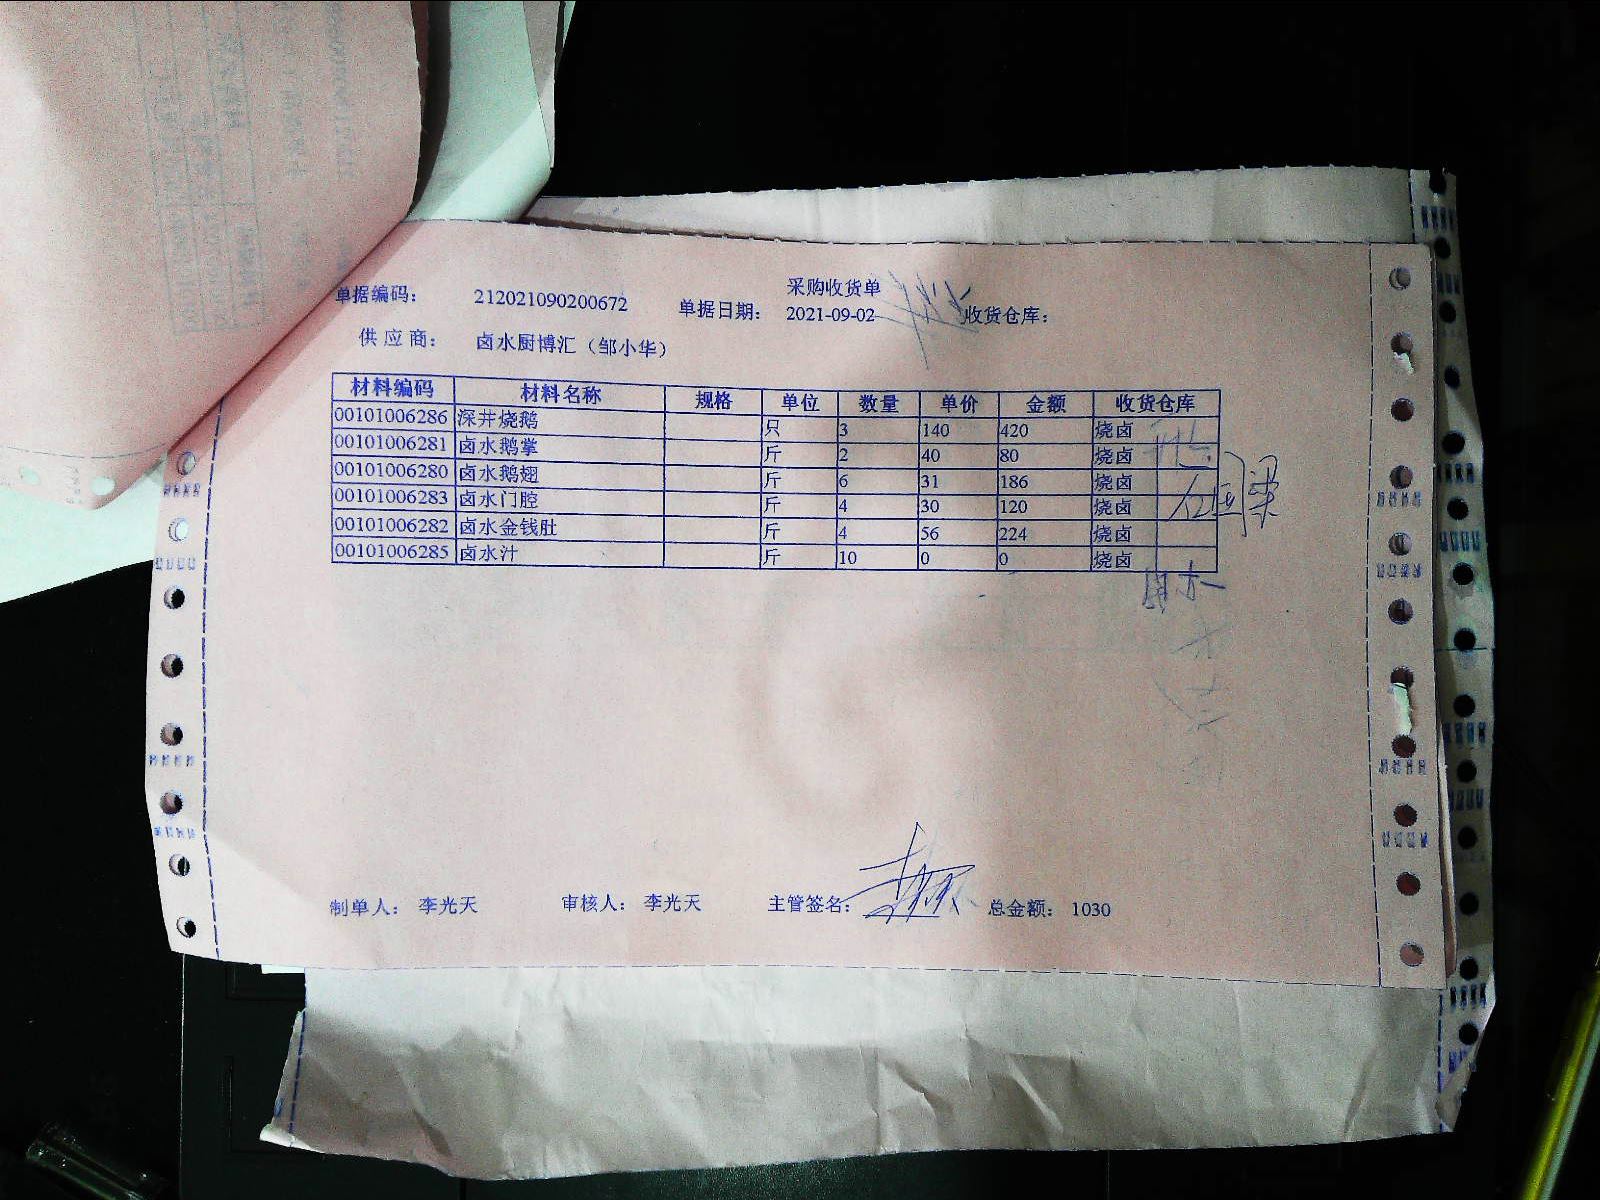 采购收货单
单据编码： 212021090200672 单据日期： 2021-09-02 收货仓库：
供应商： 卤水厨博汇（邹小华）
材料编码 材料名称 规格 单位 数量 单价 金额 收货仓库
00101006286 深井烧鹅 只 3 140 420 烧卤
00101006281 卤水鹅掌 斤 2 40 80 烧卤
00101006280 卤水鹅翅 斤 6 31 186 烧卤
00101006283 卤水门腔 斤 4 30 120 烧卤
00101006282 卤水金钱肚 斤 4 56 224 烧卤
00101006285 卤水汁 斤 10 0 0 烧卤
制单人： 李光天 审核人： 李光天 主管签名： 总金额： 1030